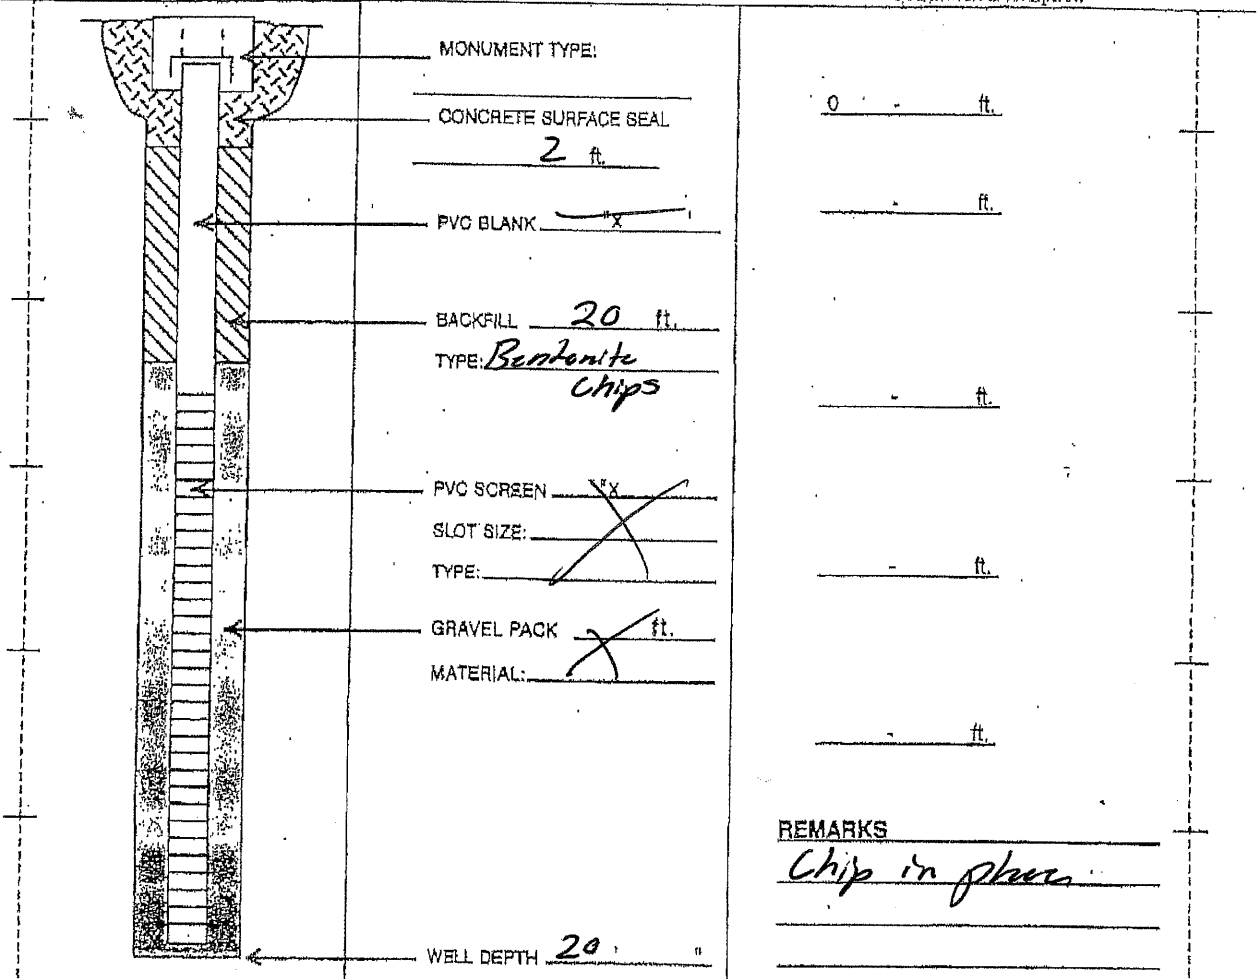 MONUMENT TYPE:
CONCRETE SURFACE SEAL
2 ft.
PVC BLANK "x '
BACKFILL 20 ft.
TYPE: Bentonite
Chips
PVC SCREEN "x
SLOT SIZE:
TYPE:
GRAVEL PACK ft.
MATERIAL:
WELL DEPTH 20 ' "
0 - ft.
- ft.
- ft.
- ft.
- ft.
REMARKS
Chip in place